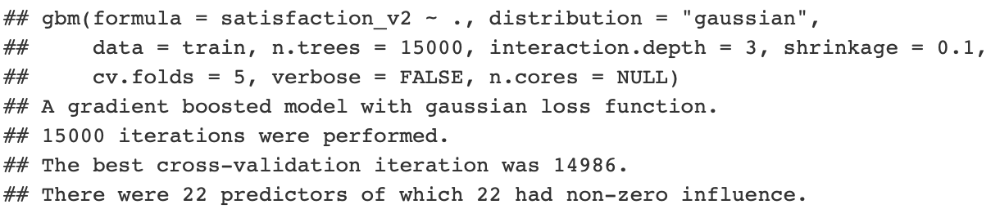 ## gbm(formula = satisfaction_v2 ~ ., distribution = "gaussian",
##     data = train, n.trees = 15000, interaction.depth = 3, shrinkage = 0.1,
##     cv.folds = 5, verbose = FALSE, n.cores = NULL)
## A gradient boosted model with gaussian loss function.
## 15000 iterations were performed.
## The best cross-validation iteration was 14986.
## There were 22 predictors of which 22 had non-zero influence.